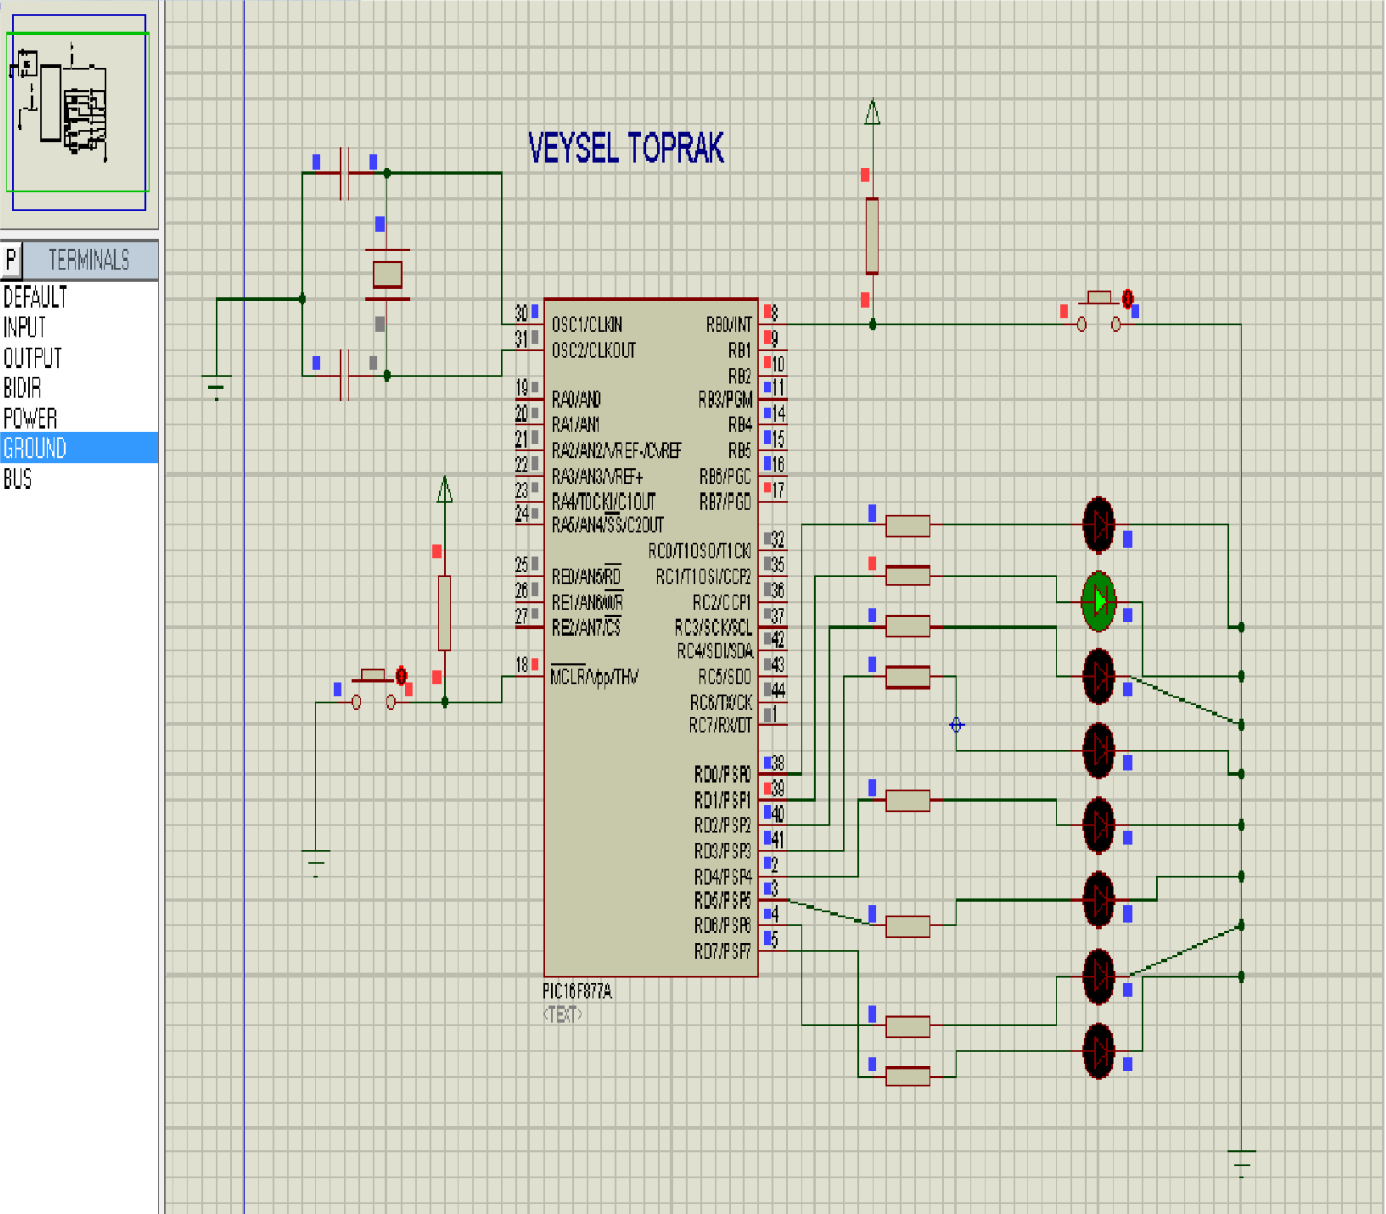 VEYSEL TOPRAK
P
TERMINALS
DEFAULT
INPUT
OUTPUT
BIDIR
POWER
GROUND
BUS
30
OSC1/CLKIN
31
OSC2/CLKOUT
19
RA0/AN0
20
RA1/AN1
21
RA2/AN2/VREF-/CVREF
22
RA3/AN3/VREF+
23
RA4/T0CKI/C1OUT
24
RA5/AN4/SS/C2OUT
25
RE0/AN5/RD
26
RE1/AN6/WR
27
RE2/AN7/CS
18
MCLR/Vpp/THV
8
RB0/INT
9
RB1
10
RB2
11
RB3/PGM
14
RB4
15
RB5
16
RB6/PGC
17
RB7/PGD
32
RC0/T1OSO/T1CKI
35
RC1/T1OSI/CCP2
36
RC2/CCP1
37
RC3/SCK/SCL
42
RC4/SDI/SDA
43
RC5/SDO
44
RC6/TX/CK
1
RC7/RX/DT
38
RD0/PSP0
39
RD1/PSP1
40
RD2/PSP2
41
RD3/PSP3
2
RD4/PSP4
3
RD5/PSP5
4
RD6/PSP6
5
RD7/PSP7
PIC16F877A
<TEXT>